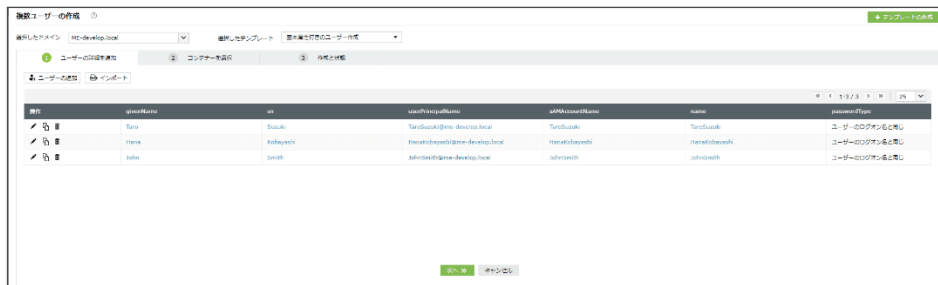 複数ユーザーの作成
+ テンプレートの作成
選択したドメイン ME-develop.local 選択したテンプレート 基本属性付きのユーザー作成
1 ユーザーの詳細を追加 2 コンテナーを選択 3 作成と状態
ユーザーの追加 インポート
1-3 / 3 25
操作 givenName sn userPrincipalName sAMAccountName name passwordType
Taro Suzuki TaroSuzuki@me-develop.local TaroSuzuki TaroSuzuki ユーザーのログオン名と同じ
Hana Kobayashi HanaKobayashi@me-develop.local HanaKobayashi HanaKobayashi ユーザーのログオン名と同じ
John Smith JohnSmith@me-develop.local JohnSmith JohnSmith ユーザーのログオン名と同じ
次へ キャンセル